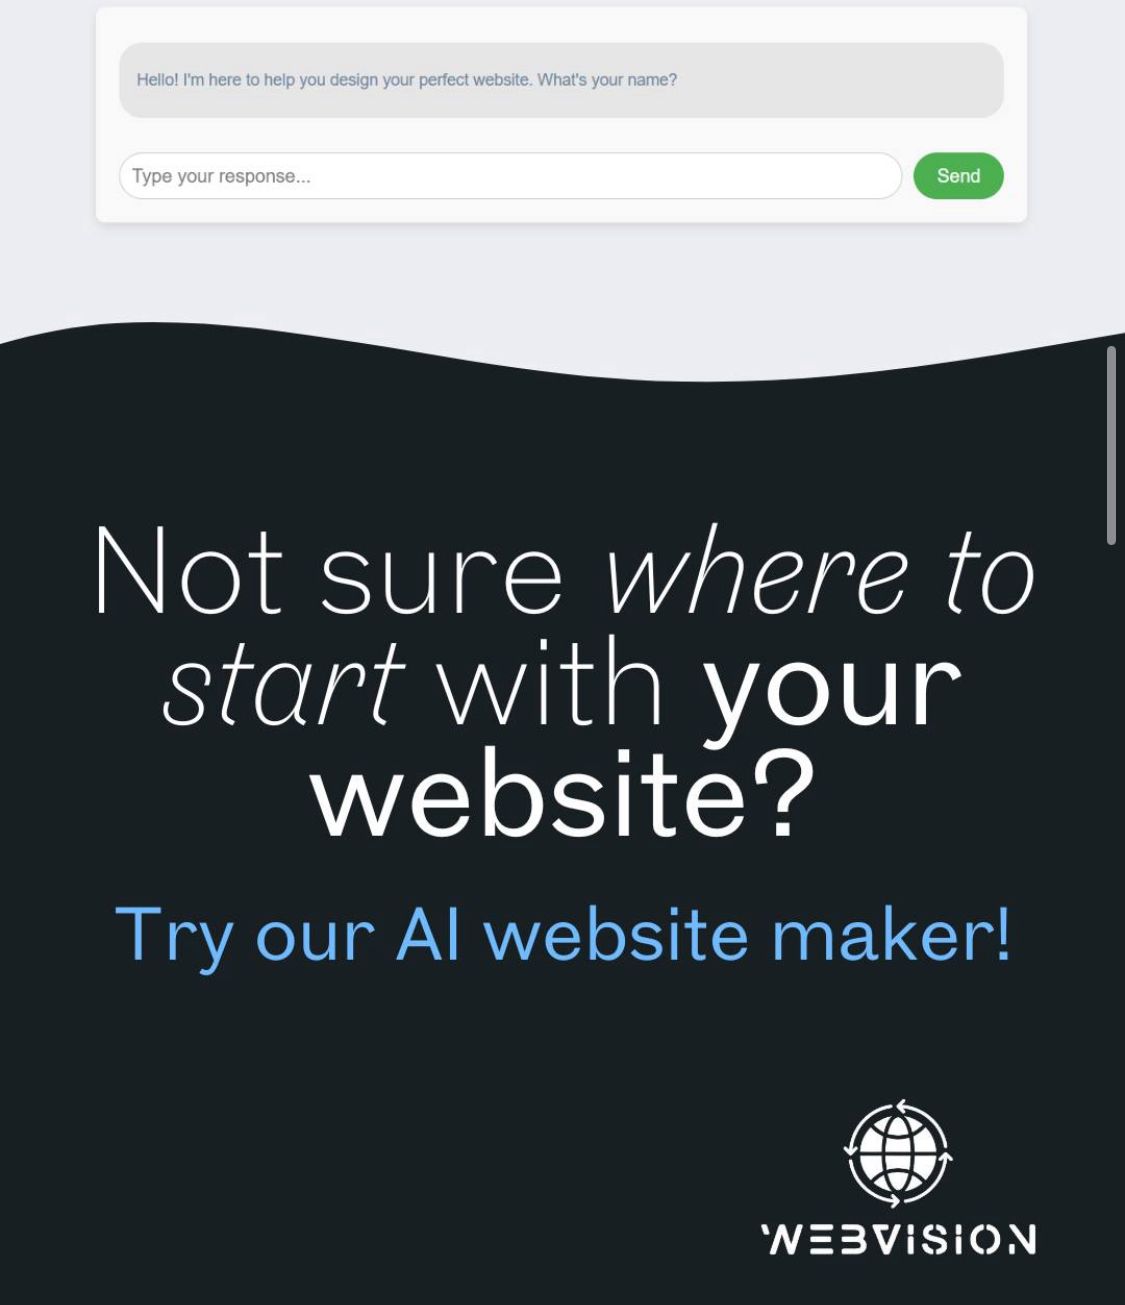 Hello! I'm here to help you design your perfect website. What's your name?
Type your response...
Send
Not sure where to
start with your
website?
Try our AI website maker!
WEBVISION